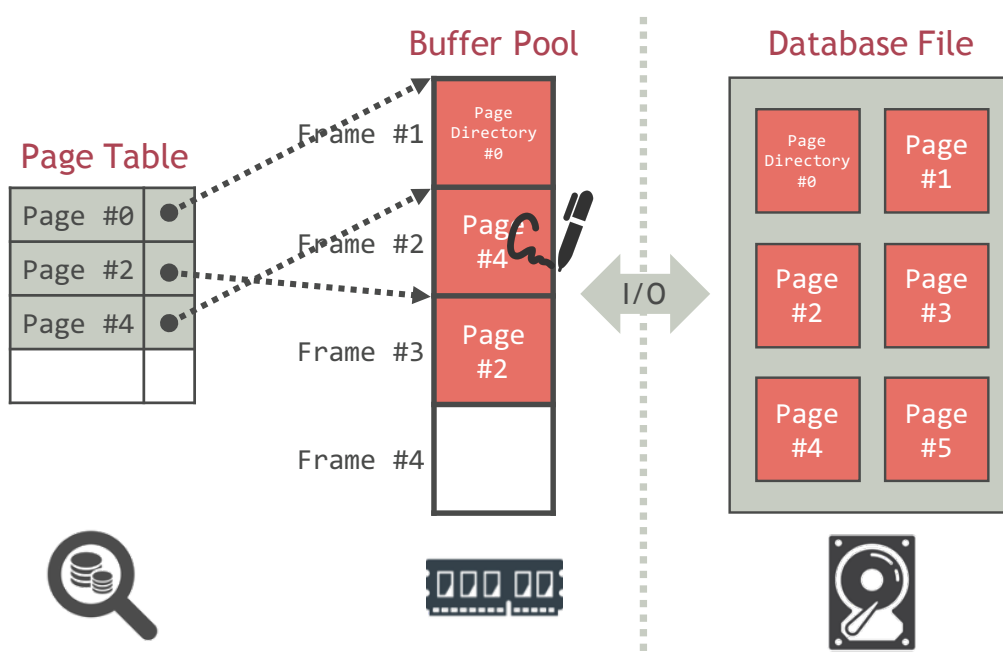 Buffer Pool
Database File
Page Table
Page #0
Page #2
Page #4
Frame #1
Frame #2
Frame #3
Frame #4
Page
Directory
#0
Page
#4
Page
#2
I/O
Page
Directory
#0
Page
#1
Page
#2
Page
#3
Page
#4
Page
#5